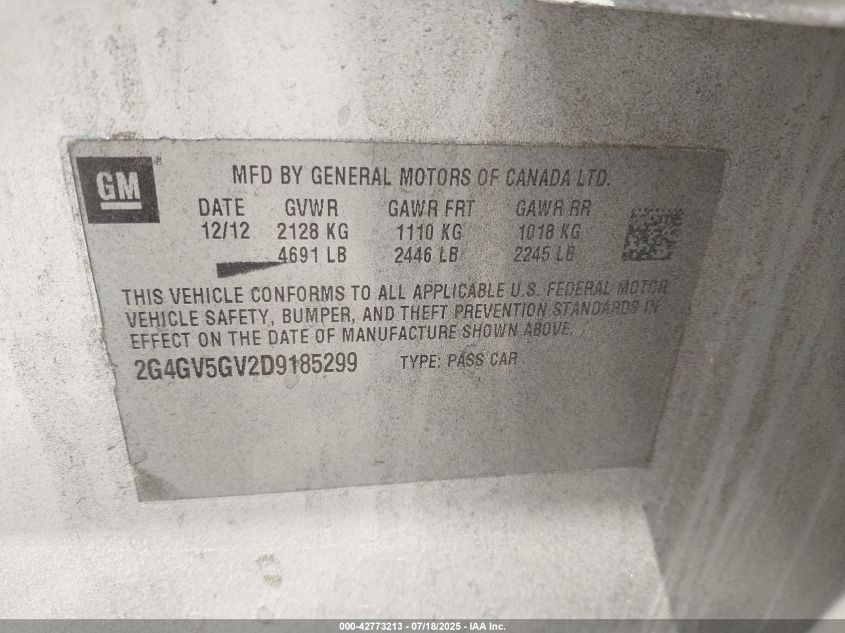 GM ®
MFD BY GENERAL MOTORS OF CANADA LTD.
DATE GVWR GAWR FRT GAWR RR
12/12 2128 KG 1110 KG 1018 KG
4691 LB 2446 LB 2245 LB
THIS VEHICLE CONFORMS TO ALL APPLICABLE U.S. FEDERAL MOTOR
VEHICLE SAFETY, BUMPER, AND THEFT PREVENTION STANDARDS IN
EFFECT ON THE DATE OF MANUFACTURE SHOWN ABOVE.
2G4GV5GV2D9185299 TYPE: PASS CAR
000-42773213 - 07/18/2025 - IAA Inc.